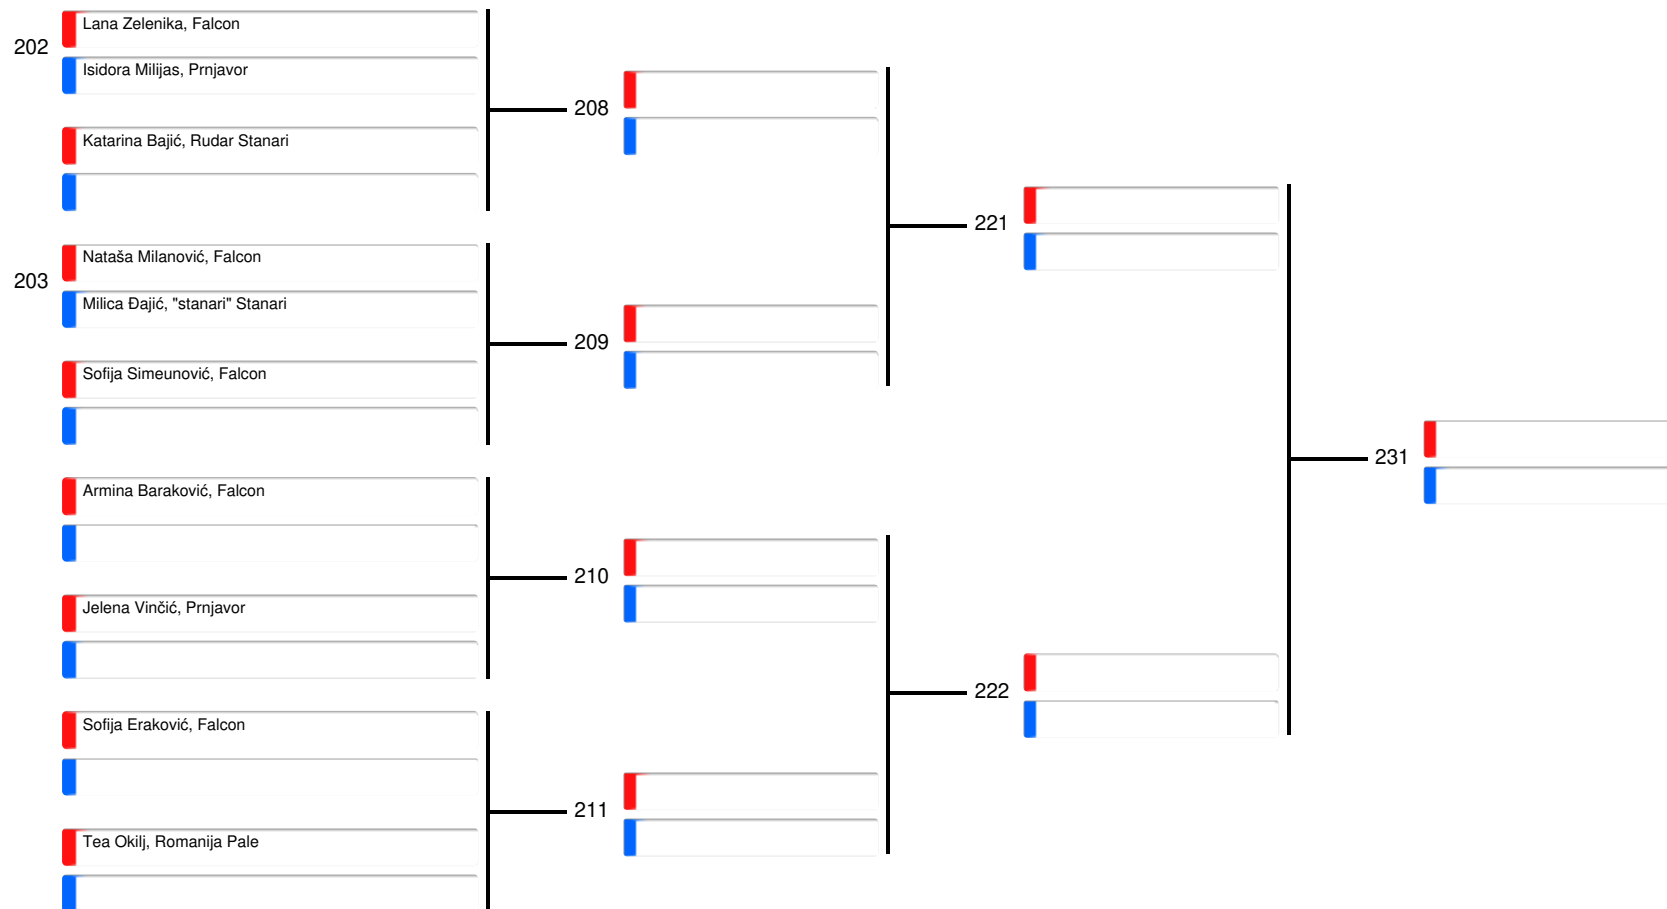 Lana Zelenika, Falcon
202
Isidora Milijas, Prnjavor
208
Katarina Bajić, Rudar Stanari
221
Nataša Milanović, Falcon
203
Milica Đajić, "stanari" Stanari
209
Sofija Simeunović, Falcon
231
Armina Baraković, Falcon
210
Jelena Vinčić, Prnjavor
222
Sofija Eraković, Falcon
211
Tea Okilj, Romanija Pale